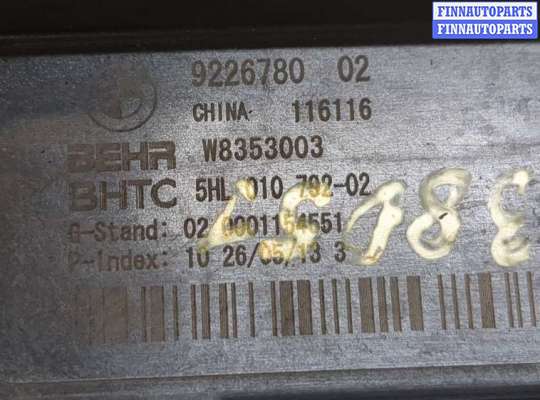 FINNAUTOPARTS
FINNAUTOPARTS
9226780 02
CHINA 116116
BEHR W8353003
BHTC 5HL 010 792-02
G-Stand: 02
P-Index: 10 26/05/13 3